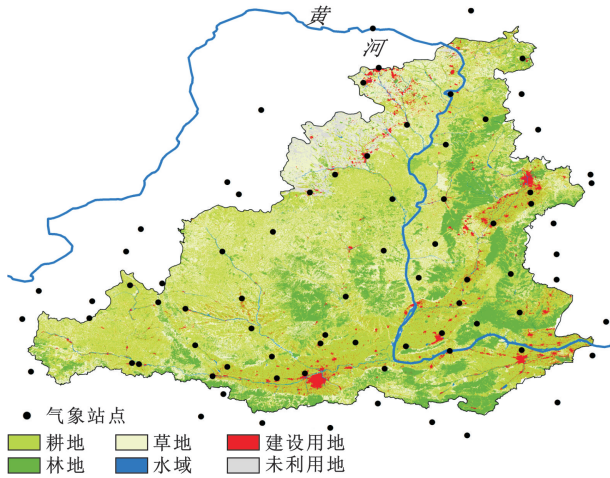 黄
河
气象站点
耕地 草地 建设用地
林地 水域 未利用地